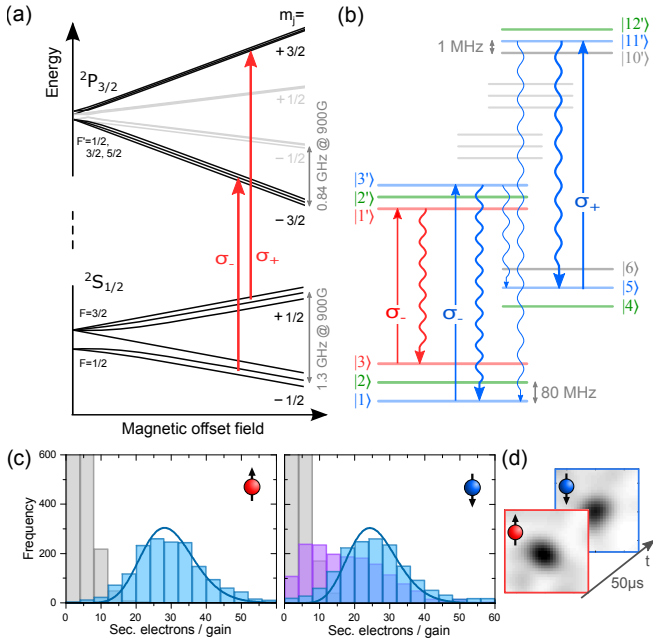 (a)
Energy
m_j=
+3/2
²P₃/₂
+1/2
F'=1/2,
3/2, 5/2
−1/2
0.84 GHz @ 900G
−3/2
σ₋
σ₊
²S₁/₂
F=3/2
+1/2
F=1/2
1.3 GHz @ 900G
−1/2
Magnetic offset field
(b)
|12'⟩
|11'⟩
1 MHz
|10'⟩
|3'⟩
|2'⟩
|1'⟩
σ₊
|6⟩
|5⟩
σ₋
σ₋
|4⟩
|3⟩
|2⟩
80 MHz
|1⟩
(c)
600
400
200
0
Frequency
0 10 20 30 40 50
Sec. electrons / gain
0 10 20 30 40 50 60
Sec. electrons / gain
(d)
t
50µs